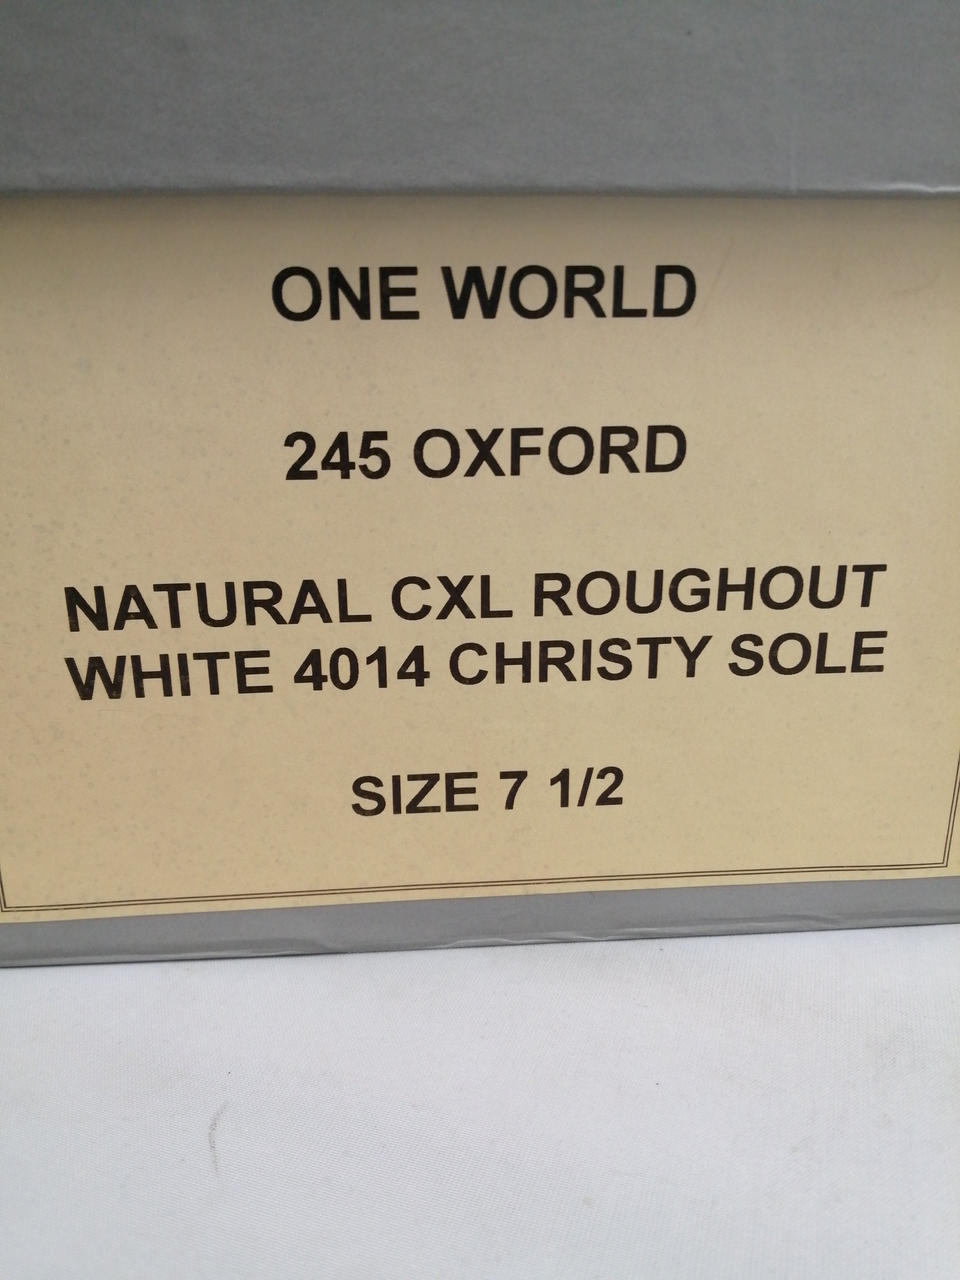 ONE WORLD
245 OXFORD
NATURAL CXL ROUGHOUT
WHITE 4014 CHRISTY SOLE
SIZE 7 1/2